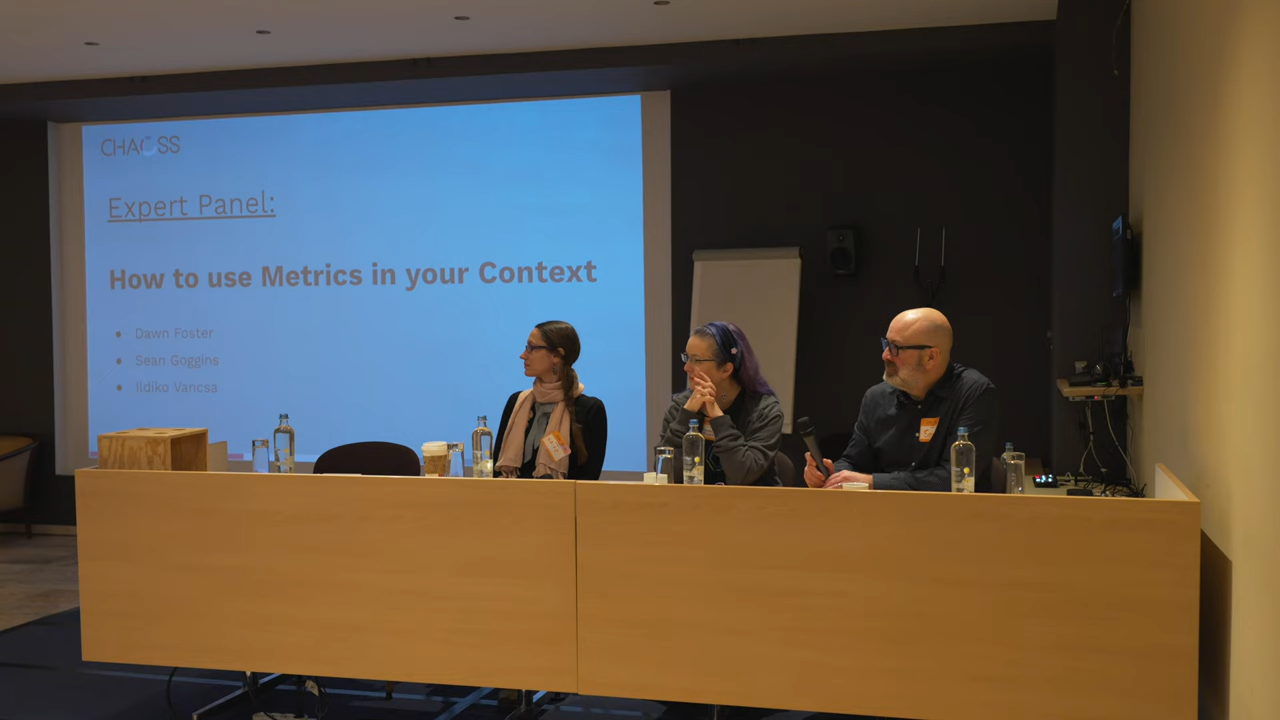 CHAOSS
Expert Panel:
How to use Metrics in your Context
Dawn Foster
Sean Goggins
Ildiko Vancsa